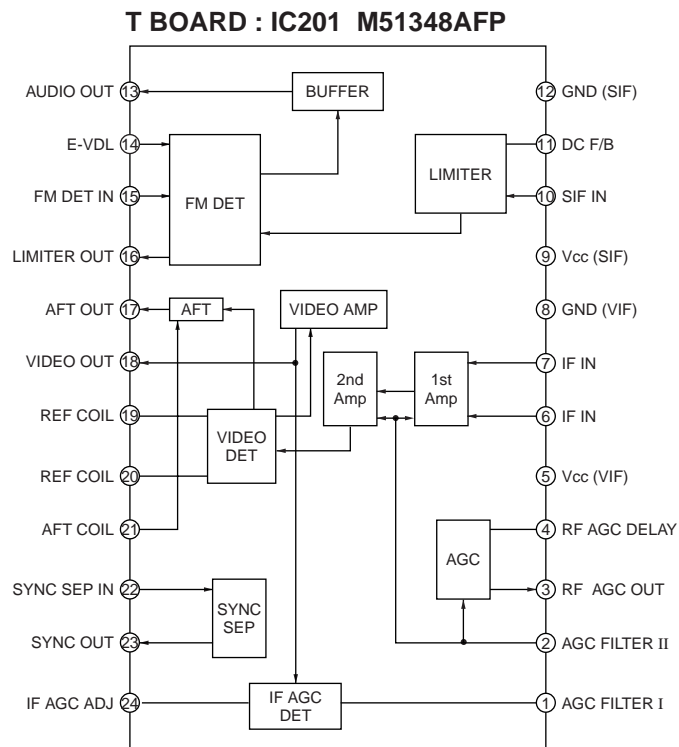 T BOARD : IC201 M51348AFP
AUDIO OUT 13
BUFFER
12 GND (SIF)
E-VDL 14
11 DC F/B
FM DET IN 15
FM DET
LIMITER
10 SIF IN
LIMITER OUT 16
9 Vcc (SIF)
AFT OUT 17
AFT
VIDEO AMP
8 GND (VIF)
VIDEO OUT 18
2nd
Amp
1st
Amp
7 IF IN
REF COIL 19
6 IF IN
VIDEO
DET
REF COIL 20
5 Vcc (VIF)
AFT COIL 21
4 RF AGC DELAY
AGC
SYNC SEP IN 22
3 RF AGC OUT
SYNC
SEP
SYNC OUT 23
2 AGC FILTER II
IF AGC ADJ 24
IF AGC
DET
1 AGC FILTER I